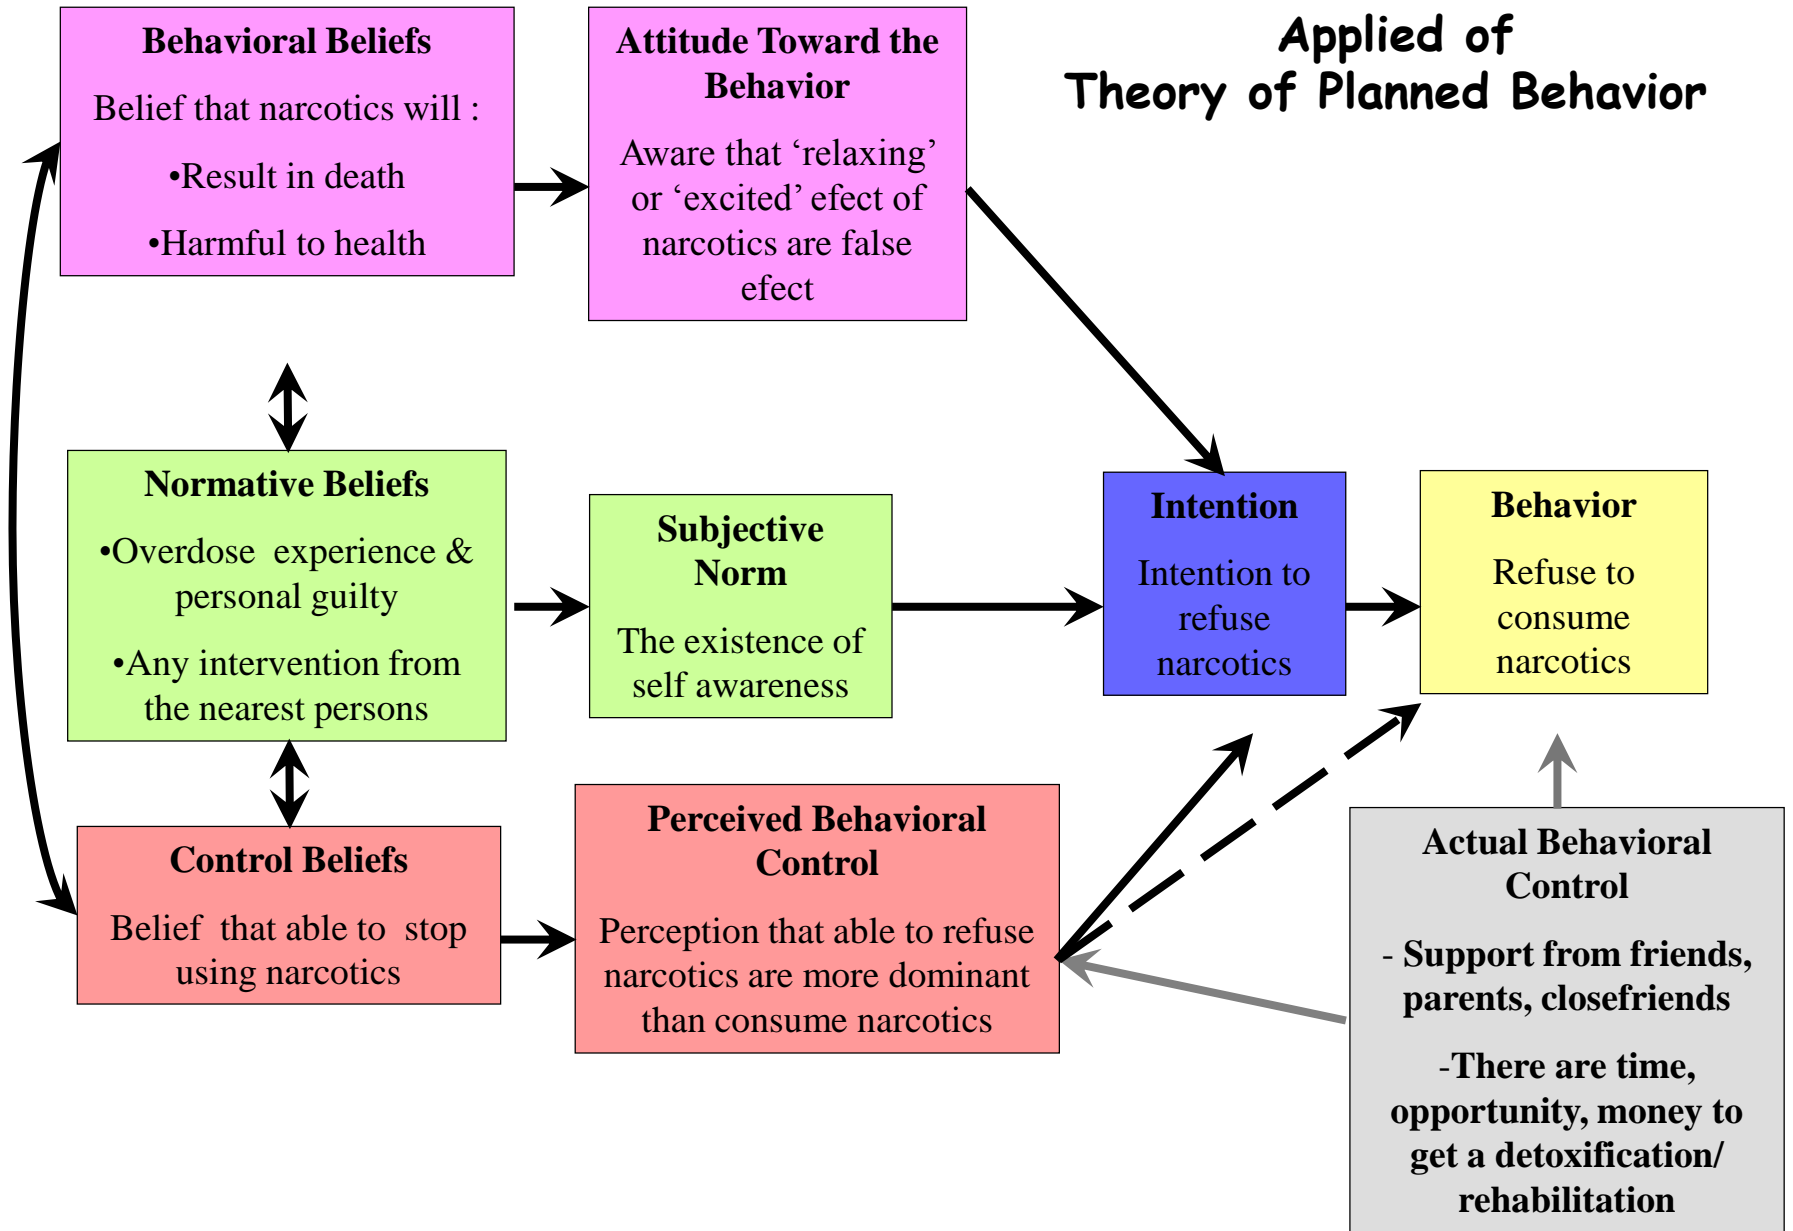 Applied of
Theory of Planned Behavior
Behavioral Beliefs
Belief that narcotics will :
•Result in death
•Harmful to health
Attitude Toward the
Behavior
Aware that ‘relaxing’
or ‘excited’ efect of
narcotics are false
efect
Normative Beliefs
•Overdose experience &
personal guilty
•Any intervention from
the nearest persons
Subjective
Norm
The existence of
self awareness
Intention
Intention to
refuse
narcotics
Behavior
Refuse to
consume
narcotics
Control Beliefs
Belief that able to stop
using narcotics
Perceived Behavioral
Control
Perception that able to refuse
narcotics are more dominant
than consume narcotics
Actual Behavioral
Control
- Support from friends,
parents, closefriends
-There are time,
opportunity, money to
get a detoxification/
rehabilitation